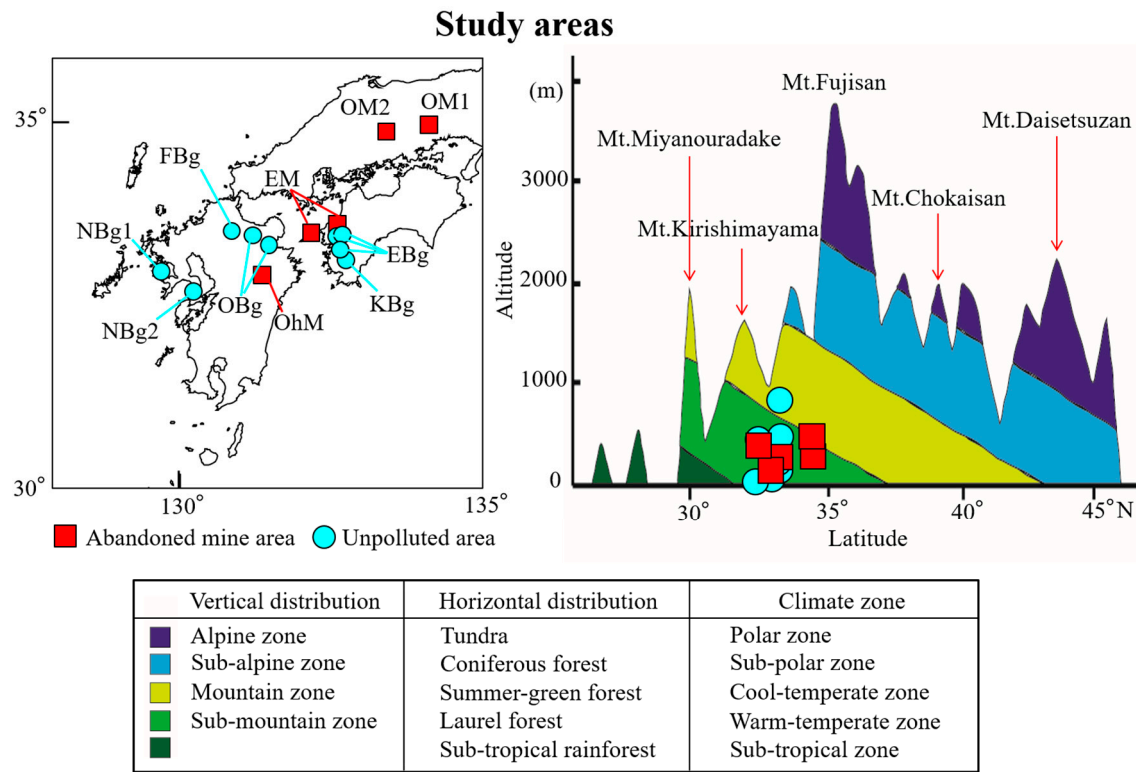 Study areas
35°
30°
130°
135°
OM2
OM1
FBg
EM
NBg1
EBg
KBg
OBg
OhM
NBg2
Abandoned mine area
Unpolluted area
(m)
3000
2000
1000
0
Altitude
Mt.Fujisan
Mt.Miyanouradake
Mt.Daisetsuzan
Mt.Chokaisan
Mt.Kirishimayama
30°
35°
40°
45°N
Latitude
Vertical distribution Horizontal distribution Climate zone
Alpine zone Tundra Polar zone
Sub-alpine zone Coniferous forest Sub-polar zone
Mountain zone Summer-green forest Cool-temperate zone
Sub-mountain zone Laurel forest Warm-temperate zone
Sub-tropical rainforest Sub-tropical zone